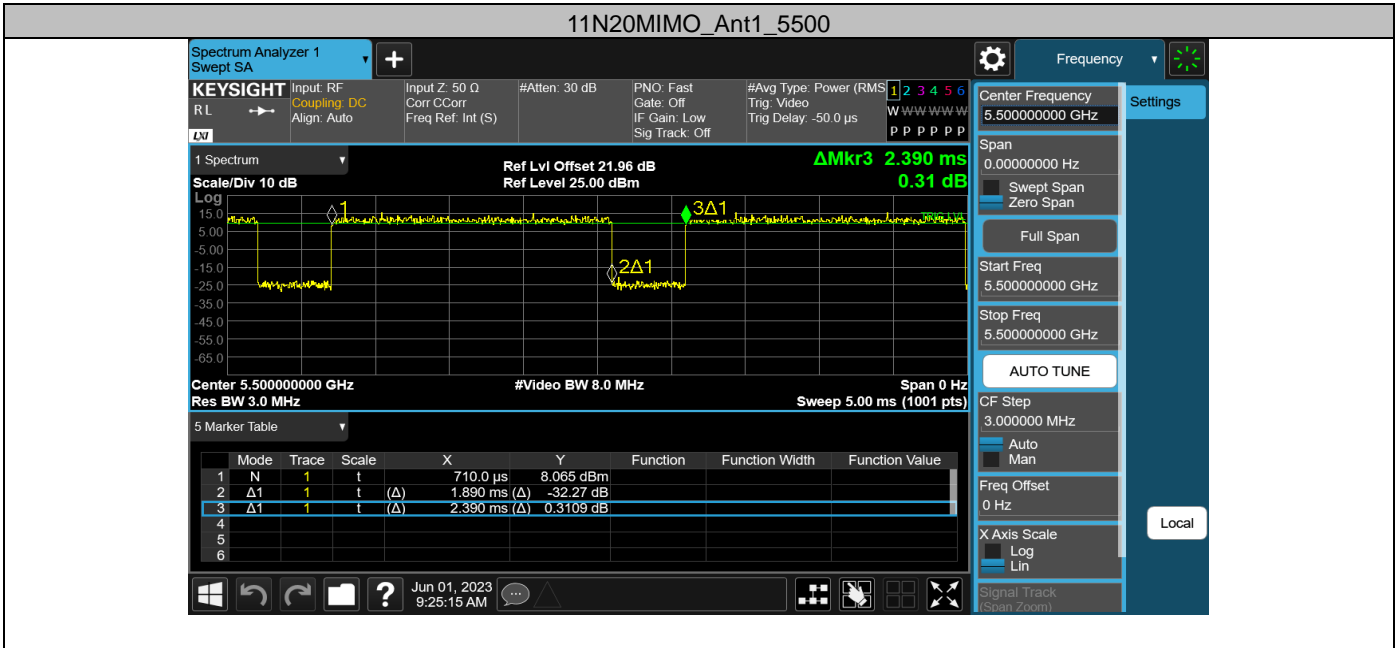 11N20MIMO_Ant1_5500
Spectrum Analyzer 1
Swept SA
+
Frequency
KEYSIGHT
RL
LXI
Input: RF
Coupling: DC
Align: Auto
Input Z: 50 Ω
Corr CCorr
Freq Ref: Int (S)
#Atten: 30 dB
PNO: Fast
Gate: Off
IF Gain: Low
Sig Track: Off
#Avg Type: Power (RMS
Trig: Video
Trig Delay: -50.0 µs
1 2 3 4 5 6
W W W W W W
P P P P P P
1 Spectrum
Scale/Div 10 dB
Ref Lvl Offset 21.96 dB
Ref Level 25.00 dBm
ΔMkr3 2.390 ms
0.31 dB
Log
15.0
5.00
-5.00
-15.0
-25.0
-35.0
-45.0
-55.0
-65.0
1
2Δ1
3Δ1
TRIG LVL
Center 5.500000000 GHz
#Video BW 8.0 MHz
Span 0 Hz
Res BW 3.0 MHz
Sweep 5.00 ms (1001 pts)
5 Marker Table
Mode Trace Scale X Y Function Function Width Function Value
1 N 1 t 710.0 µs 8.065 dBm
2 Δ1 1 t (Δ) 1.890 ms (Δ) -32.27 dB
3 Δ1 1 t (Δ) 2.390 ms (Δ) 0.3109 dB
4
5
6
Center Frequency
5.500000000 GHz
Settings
Span
0.00000000 Hz
Swept Span
Zero Span
Full Span
Start Freq
5.500000000 GHz
Stop Freq
5.500000000 GHz
AUTO TUNE
CF Step
3.000000 MHz
Auto
Man
Freq Offset
0 Hz
X Axis Scale
Log
Lin
Signal Track
(Span Zoom)
Local
?
Jun 01, 2023
9:25:15 AM